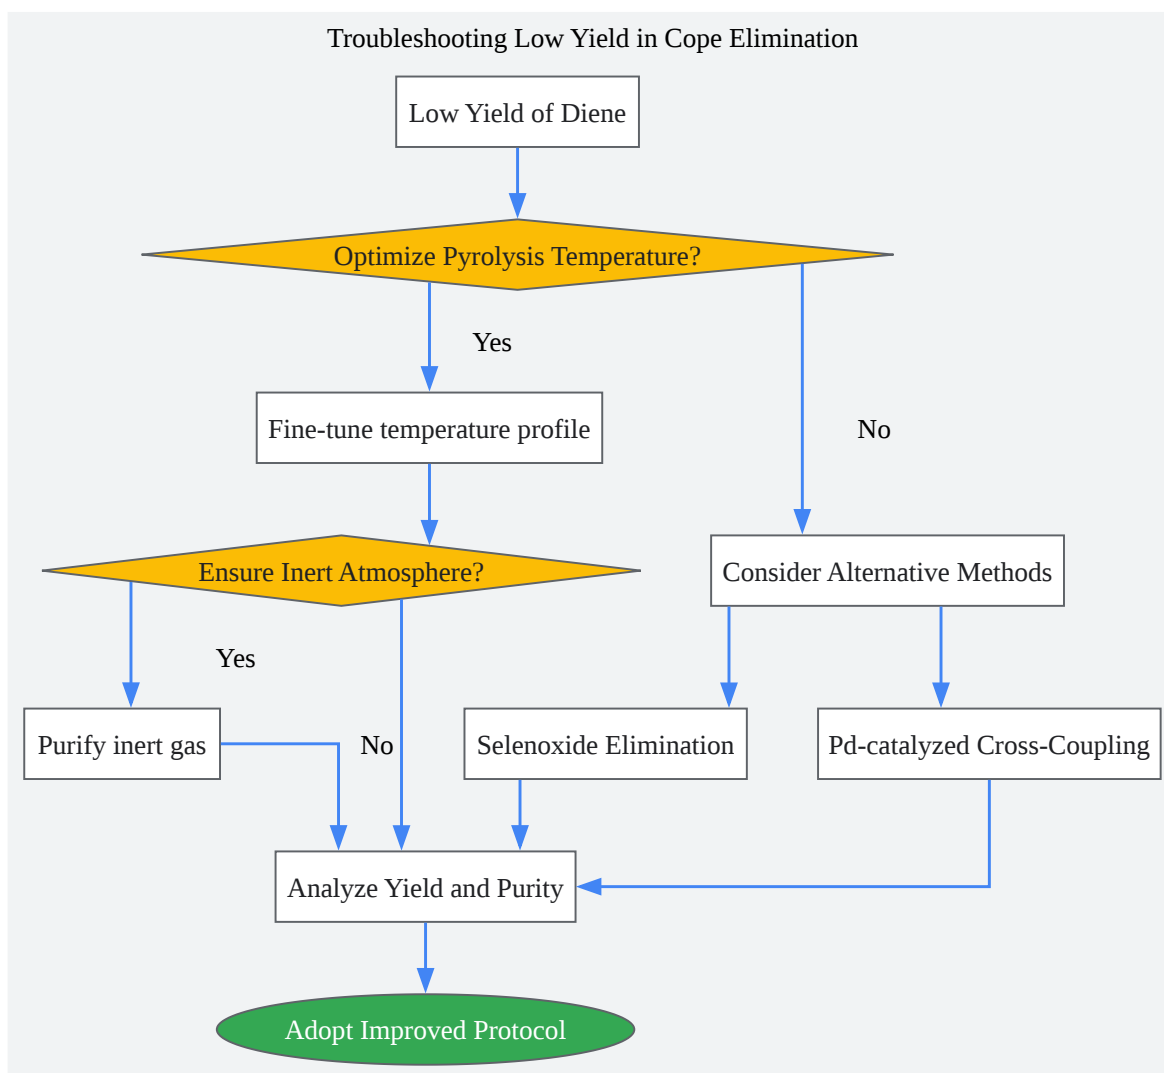 Troubleshooting Low Yield in Cope Elimination
Low Yield of Diene
Optimize Pyrolysis Temperature?
Yes
No
Fine-tune temperature profile
Ensure Inert Atmosphere?
Consider Alternative Methods
Yes
No
Purify inert gas
Selenoxide Elimination
Pd-catalyzed Cross-Coupling
Analyze Yield and Purity
Adopt Improved Protocol